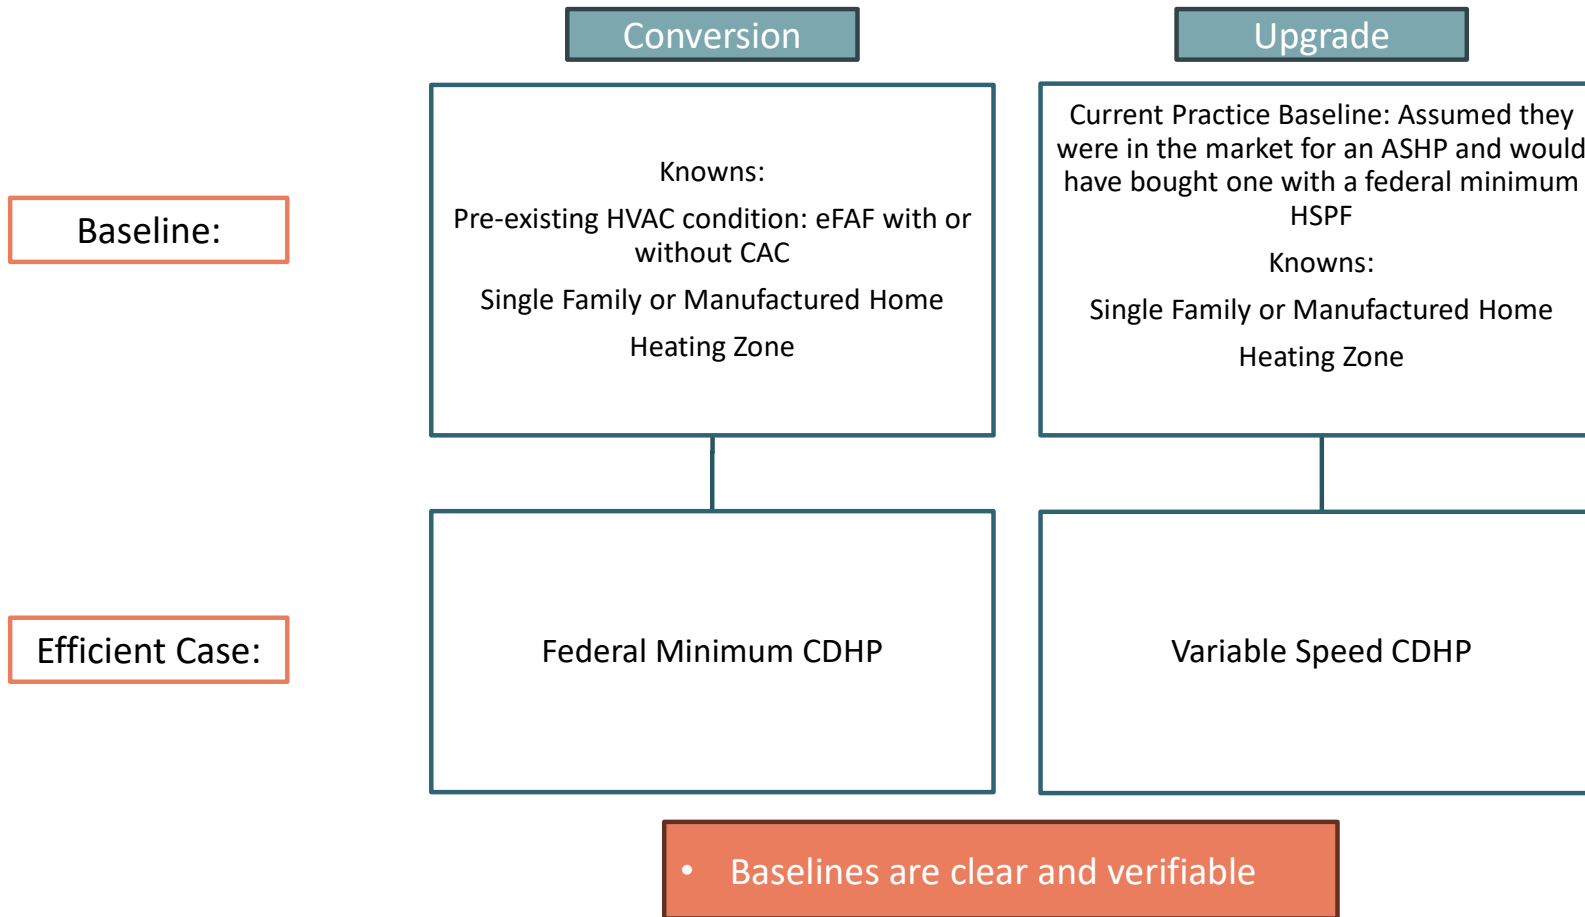 Conversion
Upgrade
Baseline:
Knowns:
Pre-existing HVAC condition: eFAF with or
without CAC
Single Family or Manufactured Home
Heating Zone
Current Practice Baseline: Assumed they
were in the market for an ASHP and would
have bought one with a federal minimum
HSPF
Knowns:
Single Family or Manufactured Home
Heating Zone
Efficient Case:
Federal Minimum CDHP
Variable Speed CDHP
• Baselines are clear and verifiable